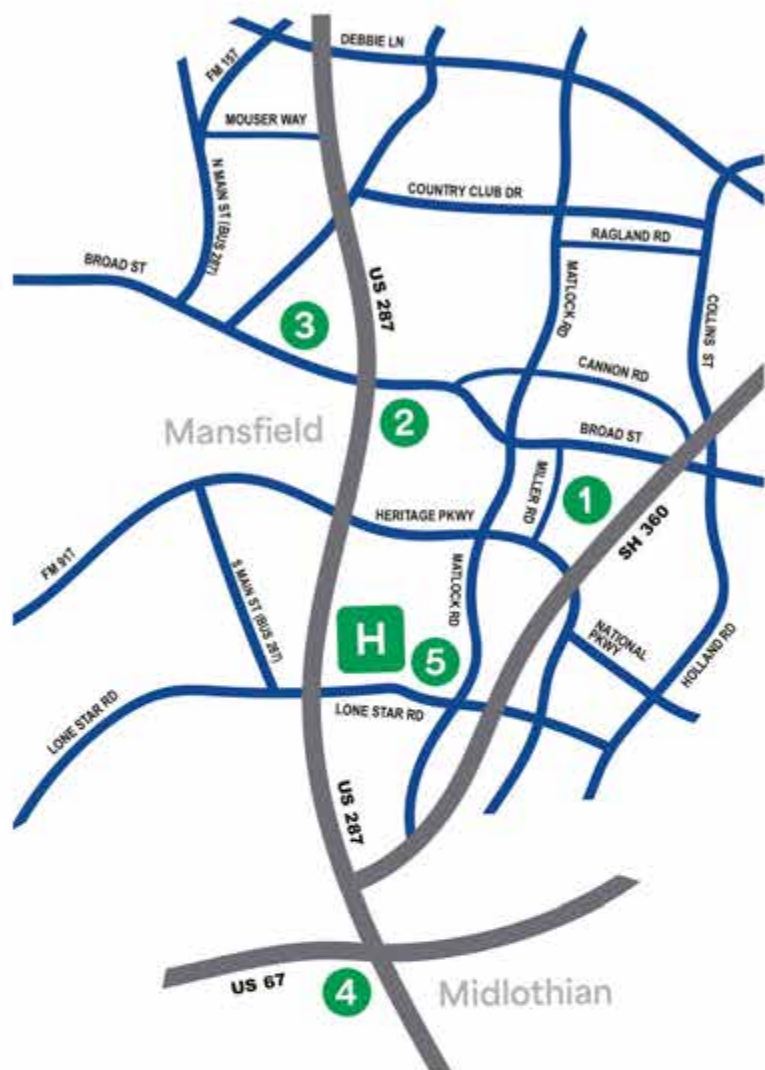 DEBBIE LN
FM 157
MOUSER WAY
N MAIN ST (BUS 287)
COUNTRY CLUB DR
RAGLAND RD
BROAD ST
US 287
MATLOCK RD
COLLINS ST
3
CANNON RD
Mansfield
2
BROAD ST
MILLER RD
1
HERITAGE PKWY
SH 360
FM 917
S MAIN ST (BUS 287)
MATLOCK RD
H
5
NATIONAL
PKWY
HOLLAND RD
LONE STAR RD
LONE STAR RD
US 287
US 67
4
Midlothian